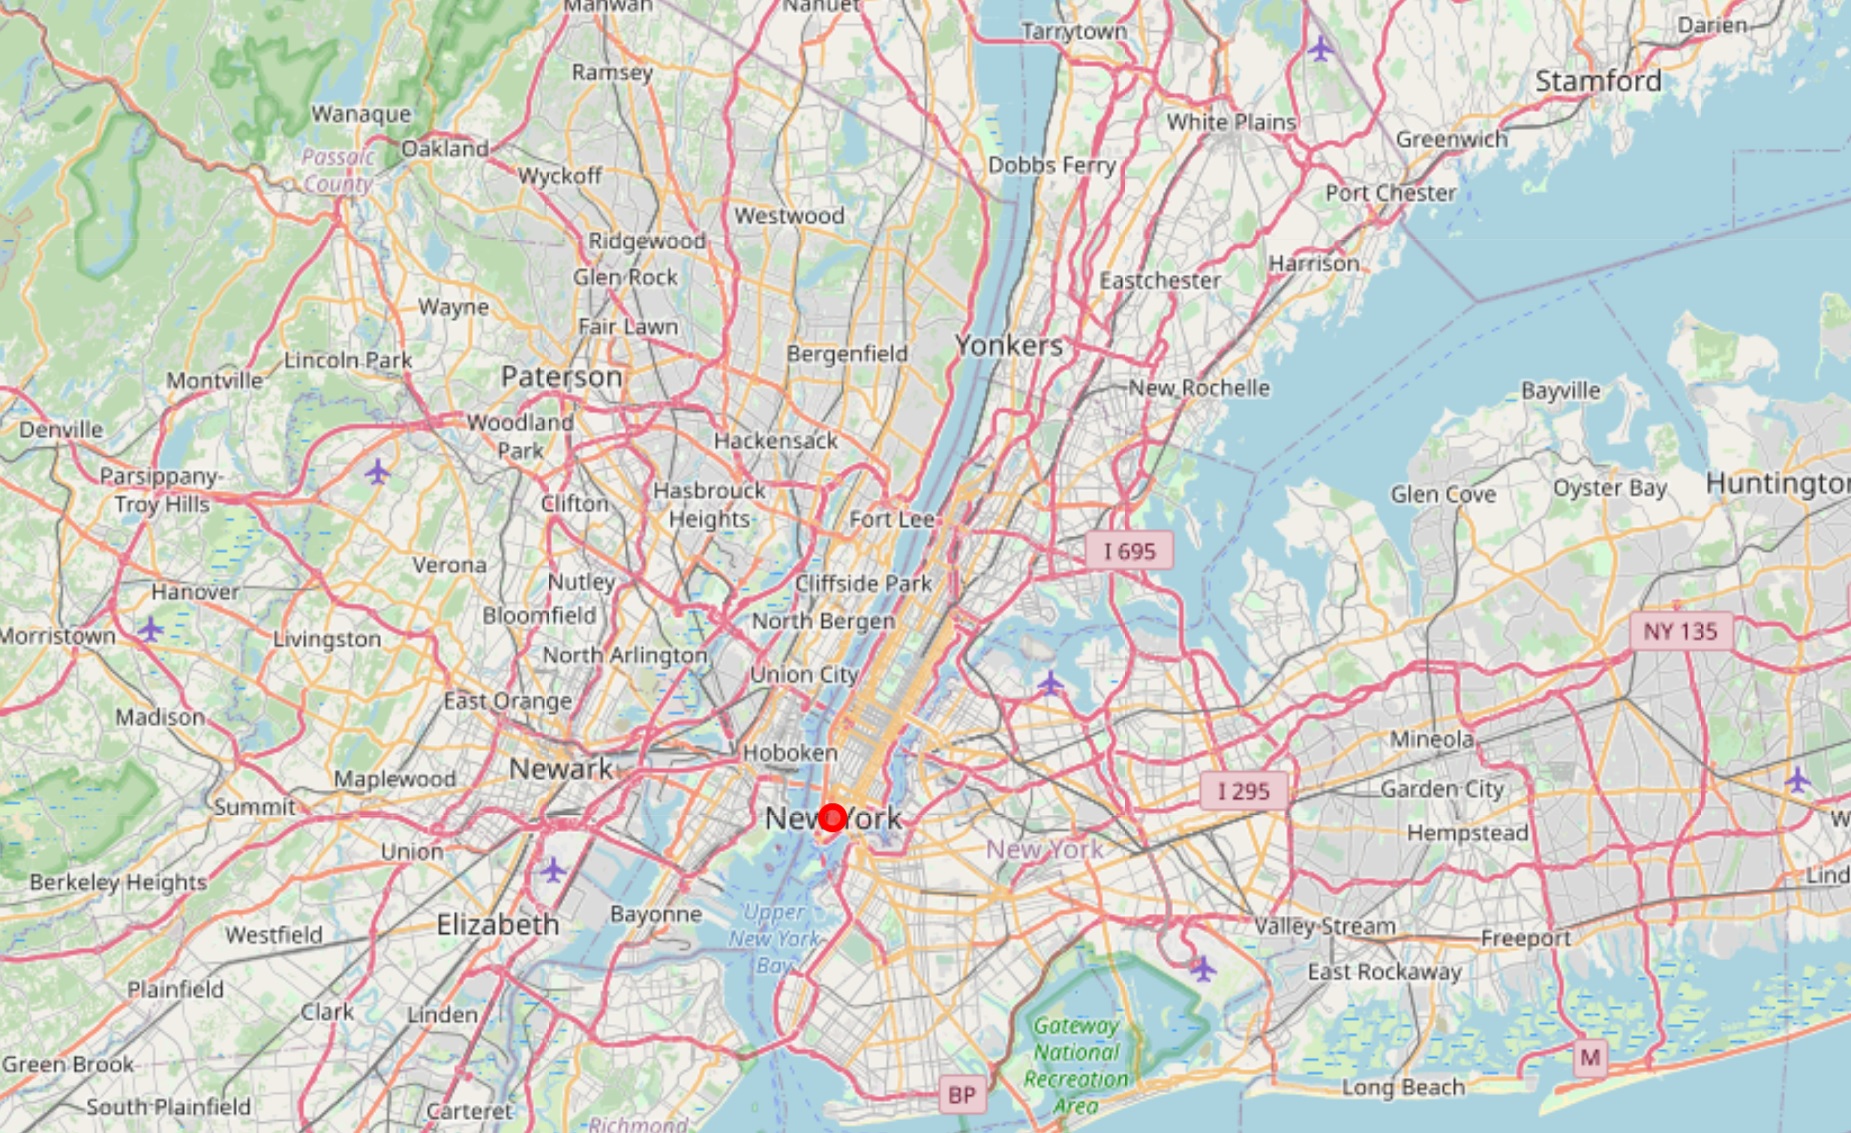 Mahwah
Nanuet
Tarrytown
Darien
Ramsey
Stamford
Wanaque
White Plains
Oakland
Greenwich
Passaic
County
Dobbs Ferry
Wyckoff
Port Chester
Westwood
Ridgewood
Harrison
Glen Rock
Eastchester
Wayne
Fair Lawn
Yonkers
Bergenfield
Lincoln Park
Paterson
Montville
New Rochelle
Bayville
Woodland
Park
Denville
Hackensack
Parsippany-
Troy Hills
Hasbrouck
Heights
Glen Cove
Oyster Bay
Huntington
Clifton
Fort Lee
I 695
Verona
Nutley
Cliffside Park
Hanover
Bloomfield
North Bergen
NY 135
Morristown
Livingston
North Arlington
Union City
East Orange
Madison
Hoboken
Mineola
Newark
Maplewood
I 295
Garden City
Summit
New York
Hempstead
W
New York
Union
Berkeley Heights
Lind
Upper
New York
Bay
Bayonne
Elizabeth
Valley Stream
Westfield
Freeport
East Rockaway
Plainfield
Clark
Linden
Gateway
National
Recreation
Area
Green Brook
M
Long Beach
BP
South Plainfield
Carteret
Richmond